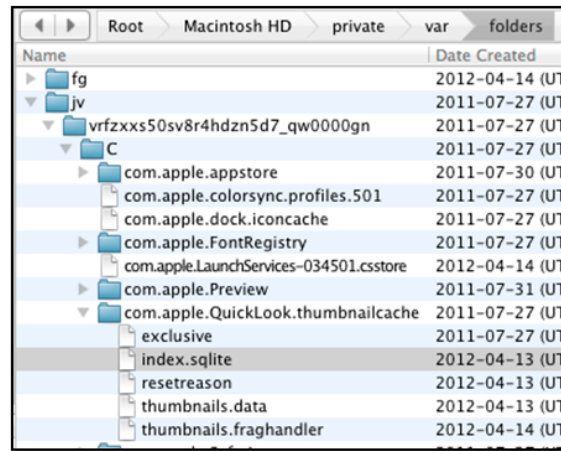 Root Macintosh HD private var folders
Name Date Created
fg 2012-04-14 (UT
jv 2011-07-27 (UT
vrfzxxs50sv8r4hdzn5d7_qw0000gn 2011-07-27 (UT
C 2011-07-27 (UT
com.apple.appstore 2011-07-30 (UT
com.apple.colorsync.profiles.501 2011-07-27 (UT
com.apple.dock.iconcache 2011-07-27 (UT
com.apple.FontRegistry 2011-07-27 (UT
com.apple.LaunchServices-034501.csstore 2012-04-14 (UT
com.apple.Preview 2011-07-31 (UT
com.apple.QuickLook.thumbnailcache 2011-07-27 (UT
exclusive 2011-07-27 (UT
index.sqlite 2012-04-13 (UT
resetreason 2012-04-13 (UT
thumbnails.data 2012-04-13 (UT
thumbnails.fraghandler 2012-04-14 (UT